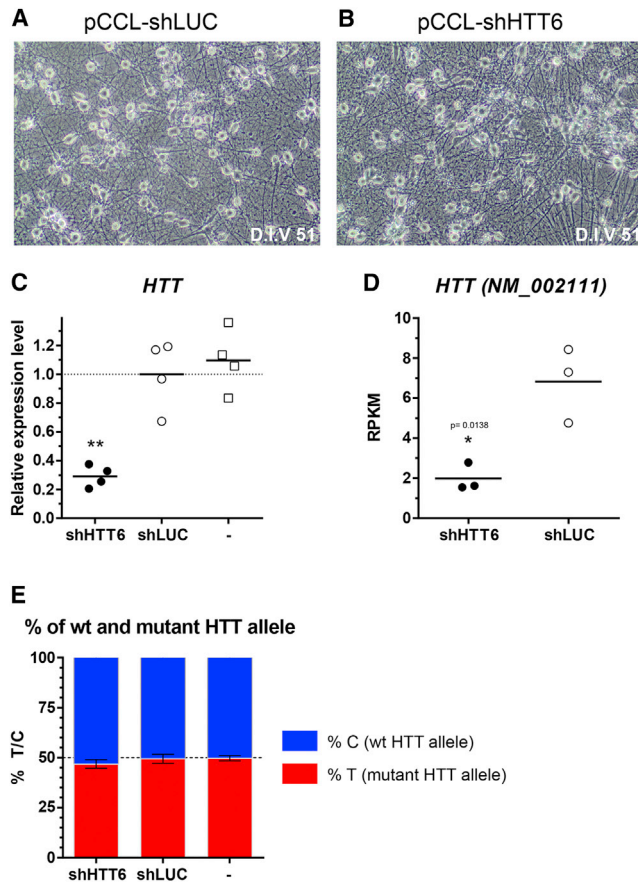 A pCCL-shLUC
B pCCL-shHTT6
D.I.V 51
D.I.V 51
C HTT
Relative expression level
1.2
1.0
0.8
0.6
0.4
0.2
0.0
**
shHTT6 shLUC -
D HTT (NM_002111)
RPKM
10
8
6
4
2
0
p= 0.0138
*
shHTT6 shLUC
E
% of wt and mutant HTT allele
% T/C
100
75
50
25
0
shHTT6 shLUC -
% C (wt HTT allele)
% T (mutant HTT allele)